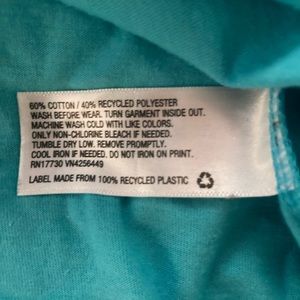 60% COTTON / 40% RECYCLED POLYESTER
WASH BEFORE WEAR. TURN GARMENT INSIDE OUT.
MACHINE WASH COLD WITH LIKE COLORS.
ONLY NON-CHLORINE BLEACH IF NEEDED.
TUMBLE DRY LOW. REMOVE PROMPTLY.
COOL IRON IF NEEDED. DO NOT IRON ON PRINT.
RN17730 VN4256449
LABEL MADE FROM 100% RECYCLED PLASTIC